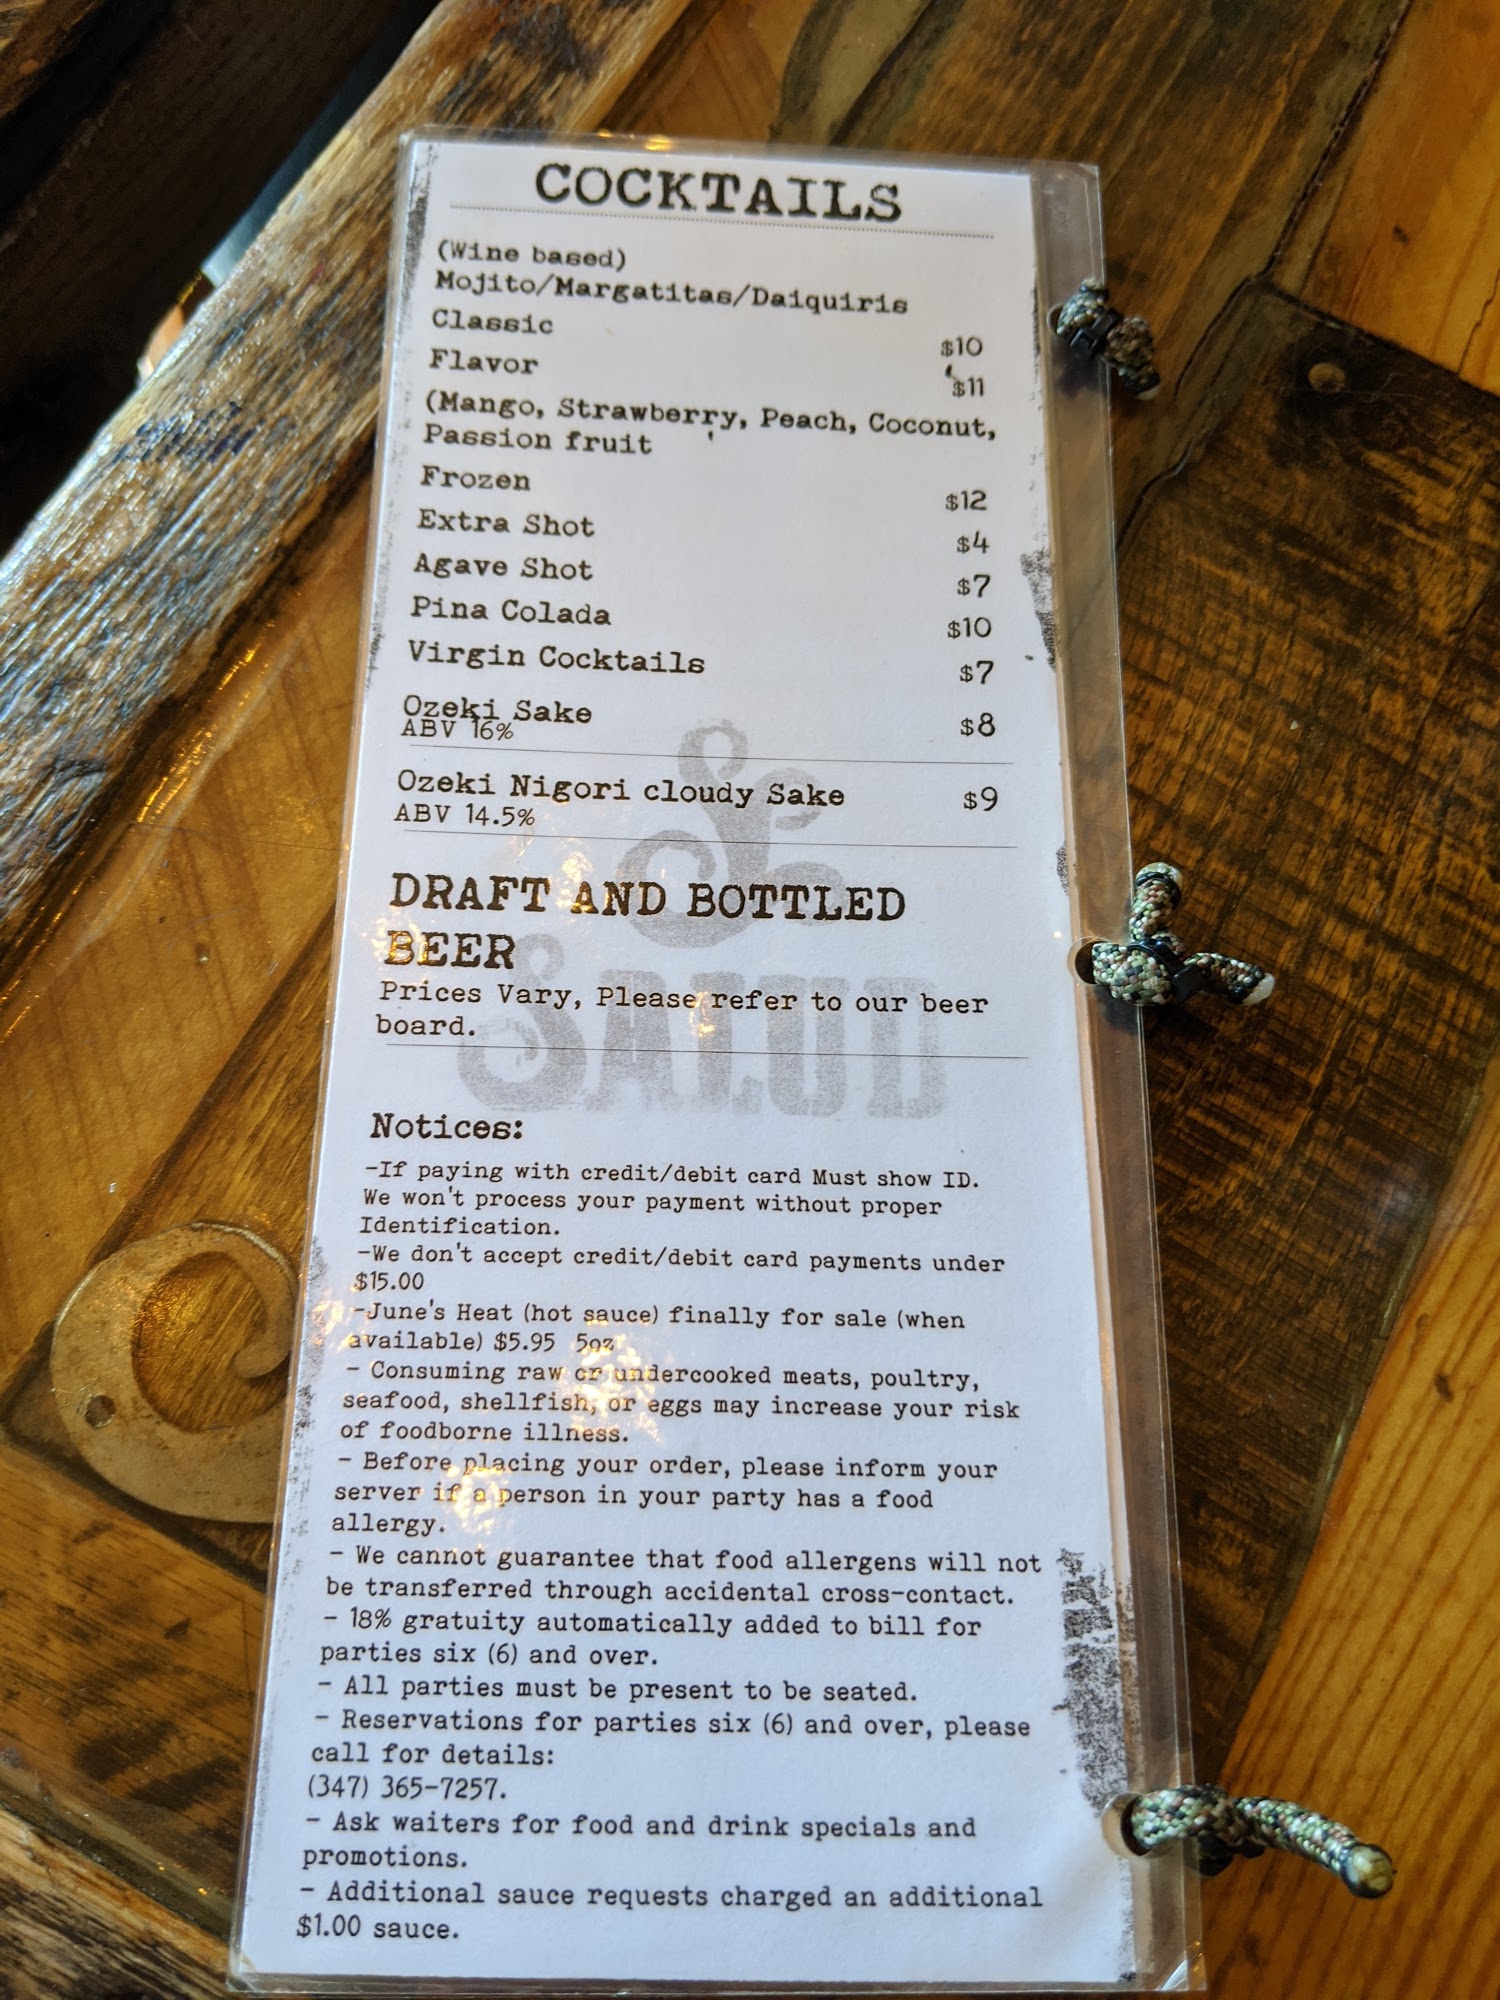 COCKTAILS
(Wine based)
Mojito/Margatitas/Daiquiris
Classic $10
Flavor $11
(Mango, Strawberry, Peach, Coconut,
Passion fruit
Frozen $12
Extra Shot $4
Agave Shot $7
Pina Colada $10
Virgin Cocktails $7
Ozeki Sake $8
ABV 16%
Ozeki Nigori cloudy Sake $9
ABV 14.5%
DRAFT AND BOTTLED
BEER
Prices Vary, Please refer to our beer
board.
SALUD
Notices:
-If paying with credit/debit card Must show ID.
We won't process your payment without proper
Identification.
-We don't accept credit/debit card payments under
$15.00
-June's Heat (hot sauce) finally for sale (when
available) $5.95 5oz
- Consuming raw or undercooked meats, poultry,
seafood, shellfish, or eggs may increase your risk
of foodborne illness.
- Before placing your order, please inform your
server if a person in your party has a food
allergy.
- We cannot guarantee that food allergens will not
be transferred through accidental cross-contact.
- 18% gratuity automatically added to bill for
parties six (6) and over.
- All parties must be present to be seated.
- Reservations for parties six (6) and over, please
call for details:
(347) 365-7257.
- Ask waiters for food and drink specials and
promotions.
- Additional sauce requests charged an additional
$1.00 sauce.